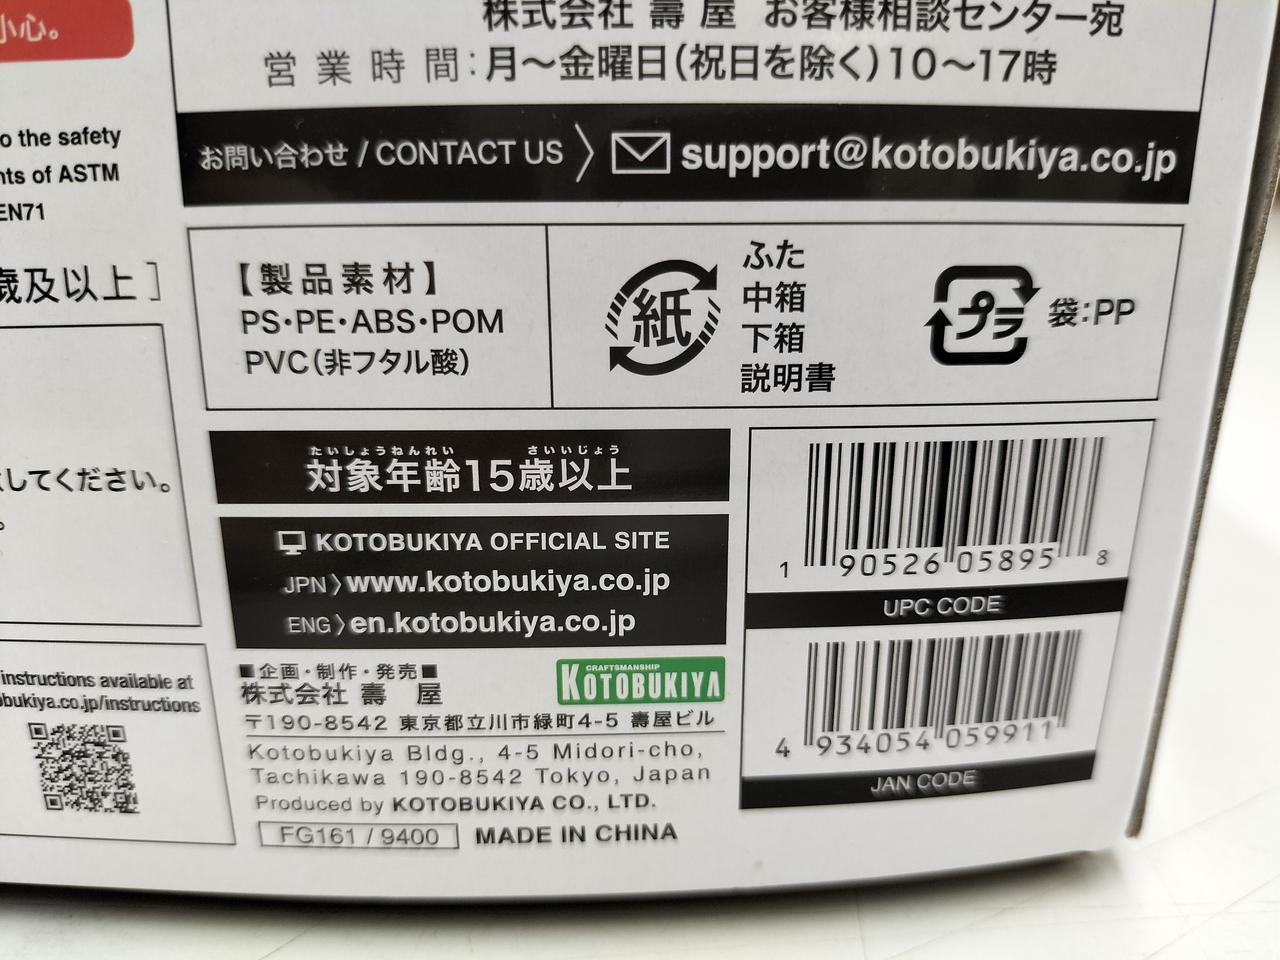 小心。
株式会社 壽屋 お客様相談センター宛
営業時間:月〜金曜日(祝日を除く)10〜17時
o the safety
nts of ASTM
EN71
お問い合わせ / CONTACT US 〉 support@kotobukiya.co.jp
歳及以上]
【製品素材】
PS・PE・ABS・POM
PVC(非フタル酸)
紙
ふた
中箱
下箱
説明書
プラ
袋:PP
してください。
たいしょうねんれい さいいじょう
対象年齢15歳以上
KOTOBUKIYA OFFICIAL SITE
JPN 〉 www.kotobukiya.co.jp
ENG 〉 en.kotobukiya.co.jp
1 90526 05895 8
UPC CODE
4 934054 059911
JAN CODE
instructions available at
obukiya.co.jp/instructions
■企画・制作・発売■
株式会社 壽 屋
CRAFTSMANSHIP
KOTOBUKIYA
〒190-8542 東京都立川市緑町4-5 壽屋ビル
Kotobukiya Bldg., 4-5 Midori-cho,
Tachikawa 190-8542 Tokyo, Japan
Produced by KOTOBUKIYA CO., LTD.
FG161 / 9400 MADE IN CHINA